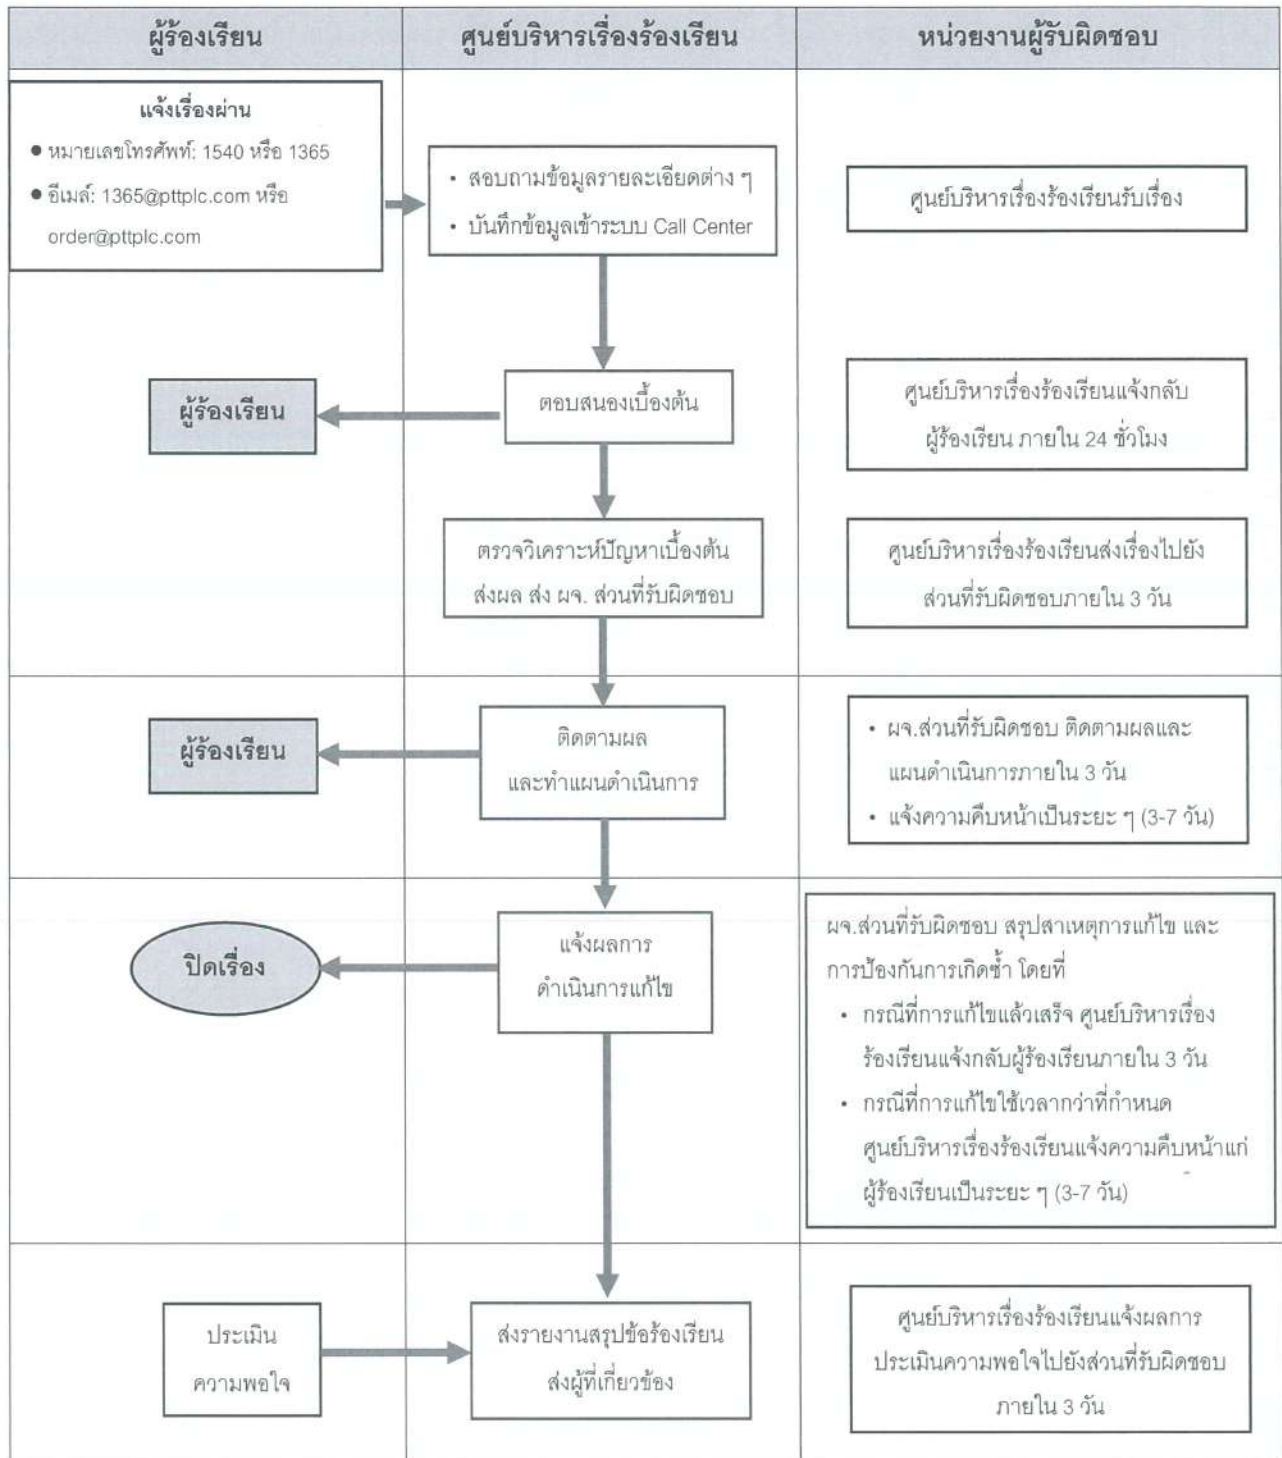 ผู้ร้องเรียน
ศูนย์บริหารเรื่องร้องเรียน
หน่วยงานผู้รับผิดชอบ
แจ้งเรื่องผ่าน
● หมายเลขโทรศัพท์: 1540 หรือ 1365
● อีเมล์: 1365@pttplc.com หรือ
order@pttplc.com
• สอบถามข้อมูลรายละเอียดต่าง ๆ
• บันทึกข้อมูลเข้าระบบ Call Center
ศูนย์บริหารเรื่องร้องเรียนรับเรื่อง
ผู้ร้องเรียน
ตอบสนองเบื้องต้น
ศูนย์บริหารเรื่องร้องเรียนแจ้งกลับ
ผู้ร้องเรียน ภายใน 24 ชั่วโมง
ตรวจวิเคราะห์ปัญหาเบื้องต้น
ส่งผล ส่ง ผจ. ส่วนที่รับผิดชอบ
ศูนย์บริหารเรื่องร้องเรียนส่งเรื่องไปยัง
ส่วนที่รับผิดชอบภายใน 3 วัน
ผู้ร้องเรียน
ติดตามผล
และทำแผนดำเนินการ
• ผจ.ส่วนที่รับผิดชอบ ติดตามผลและ
แผนดำเนินการภายใน 3 วัน
• แจ้งความคืบหน้าเป็นระยะ ๆ (3-7 วัน)
ปิดเรื่อง
แจ้งผลการ
ดำเนินการแก้ไข
ผจ.ส่วนที่รับผิดชอบ สรุปสาเหตุการแก้ไข และ
การป้องกันการเกิดซ้ำ โดยที่
• กรณีที่การแก้ไขแล้วเสร็จ ศูนย์บริหารเรื่อง
ร้องเรียนแจ้งกลับผู้ร้องเรียนภายใน 3 วัน
• กรณีที่การแก้ไขใช้เวลากว่าที่กำหนด
ศูนย์บริหารเรื่องร้องเรียนแจ้งความคืบหน้าแก่
ผู้ร้องเรียนเป็นระยะ ๆ (3-7 วัน)
ประเมิน
ความพอใจ
ส่งรายงานสรุปข้อร้องเรียน
ส่งผู้ที่เกี่ยวข้อง
ศูนย์บริหารเรื่องร้องเรียนแจ้งผลการ
ประเมินความพอใจไปยังส่วนที่รับผิดชอบ
ภายใน 3 วัน